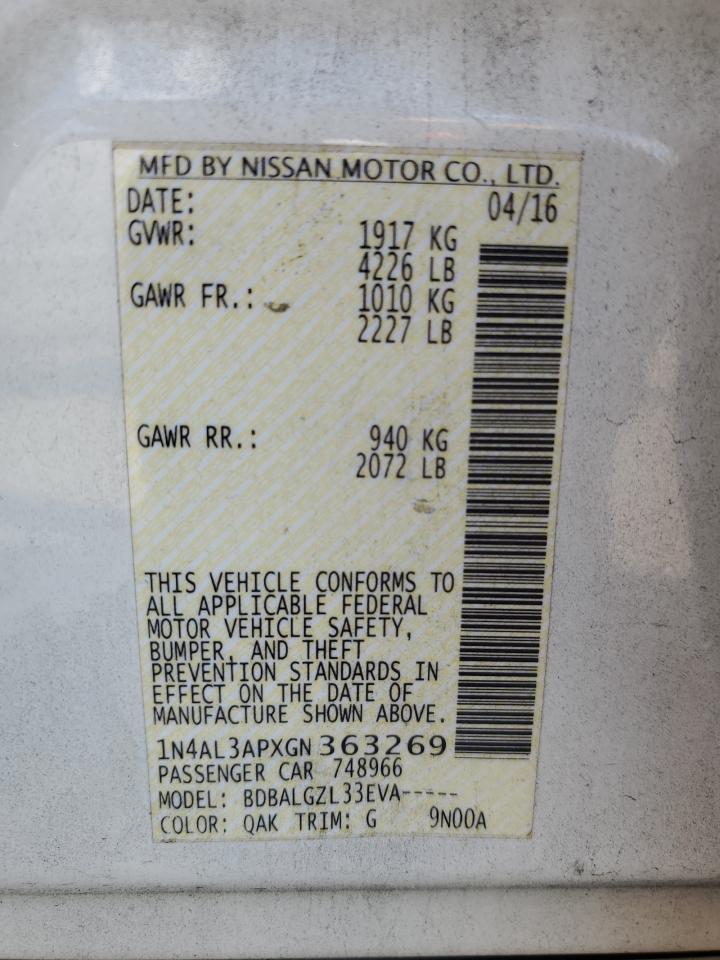 MFD BY NISSAN MOTOR CO., LTD.
DATE: 04/16
GVWR: 1917 KG
4226 LB
GAWR FR.: 1010 KG
2227 LB
GAWR RR.: 940 KG
2072 LB
THIS VEHICLE CONFORMS TO
ALL APPLICABLE FEDERAL
MOTOR VEHICLE SAFETY,
BUMPER, AND THEFT
PREVENTION STANDARDS IN
EFFECT ON THE DATE OF
MANUFACTURE SHOWN ABOVE.
1N4AL3APXGN 363269
PASSENGER CAR 748966
MODEL: BDBALGZL33EVA-----
COLOR: QAK TRIM: G 9N00A